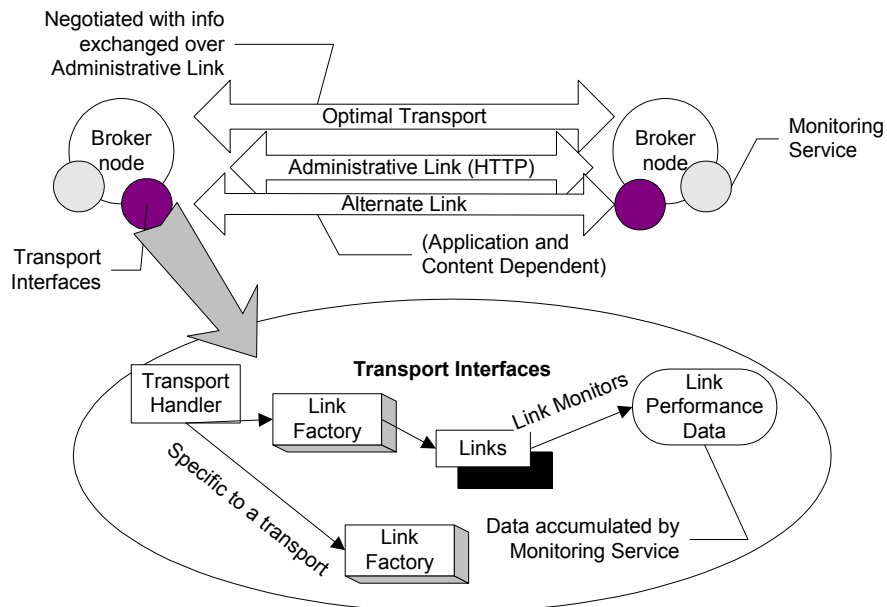 Negotiated with info
exchanged over
Administrative Link
Optimal Transport
Broker
node
Broker
node
Monitoring
Service
Administrative Link (HTTP)
Alternate Link
Transport
Interfaces
(Application and
Content Dependent)
Transport Interfaces
Transport
Handler
Link
Factory
Links
Link Monitors
Link
Performance
Data
Specific to a transport
Link
Factory
Data accumulated by
Monitoring Service